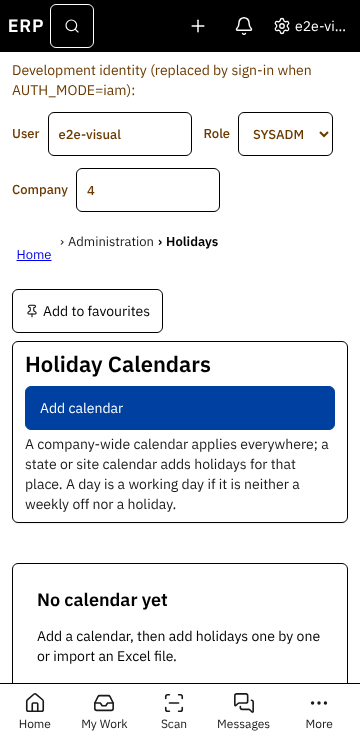 ERP e2e-vi...
Development identity (replaced by sign-in when
AUTH_MODE=iam):
User e2e-visual Role SYSADM
Company 4
Home › Administration › Holidays
Add to favourites
Holiday Calendars
Add calendar
A company-wide calendar applies everywhere; a
state or site calendar adds holidays for that
place. A day is a working day if it is neither a
weekly off nor a holiday.
No calendar yet
Add a calendar, then add holidays one by one
or import an Excel file.
Home My Work Scan Messages More